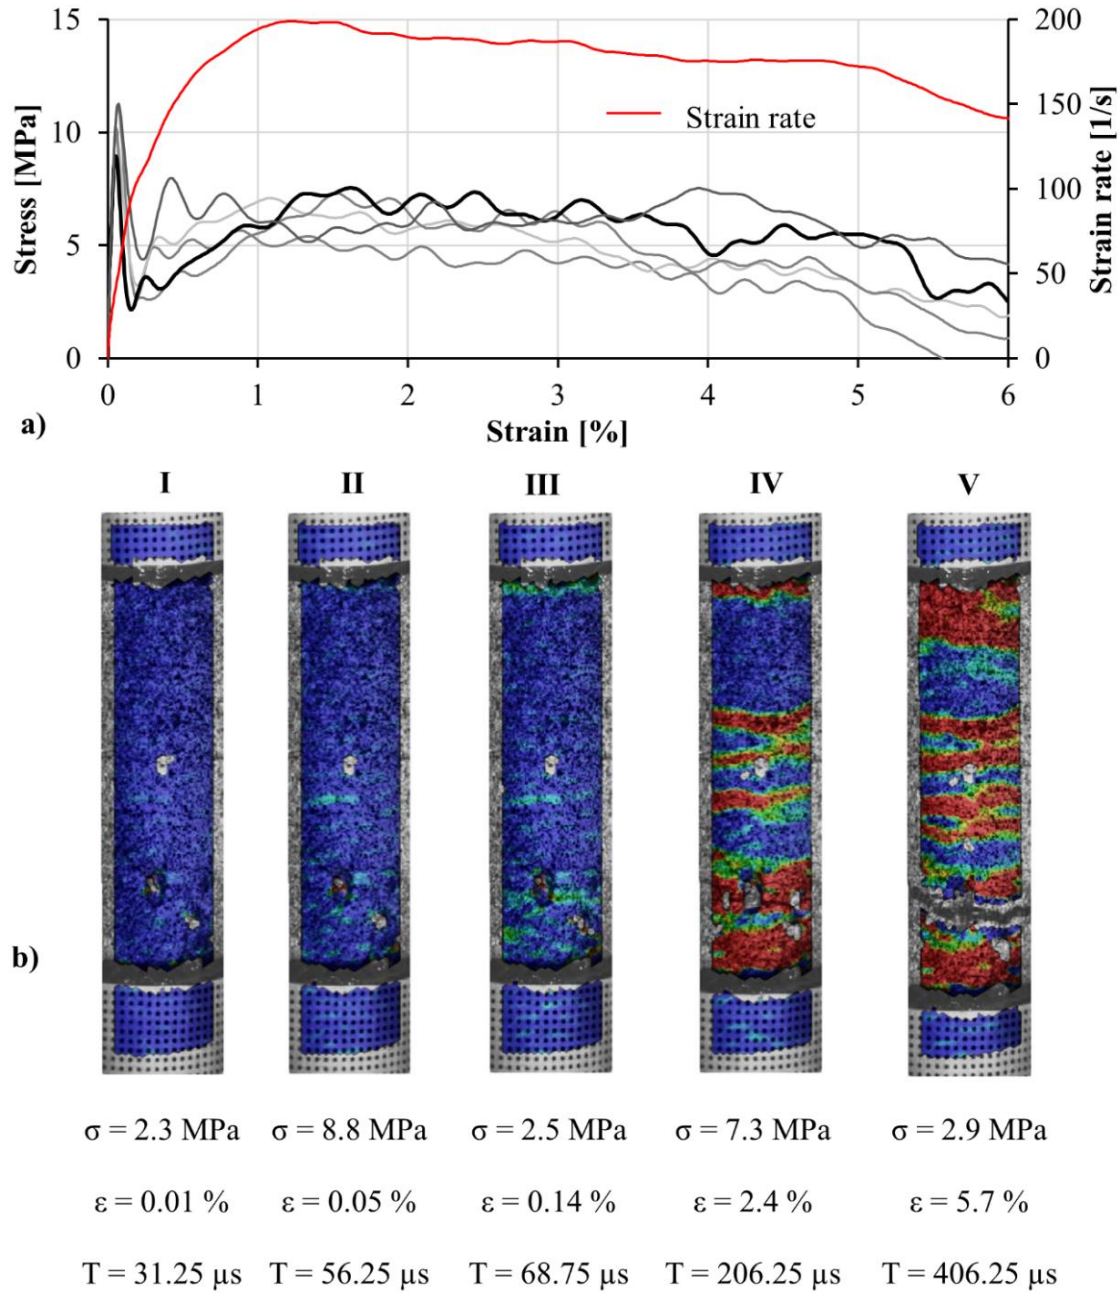 15
200
Stress [MPa]
10
5
0
Strain rate
Strain rate [1/s]
150
100
50
0
0 1 2 3 4 5 6
a)
Strain [%]
I II III IV V
b)
σ = 2.3 MPa σ = 8.8 MPa σ = 2.5 MPa σ = 7.3 MPa σ = 2.9 MPa
ε = 0.01 % ε = 0.05 % ε = 0.14 % ε = 2.4 % ε = 5.7 %
T = 31.25 μs T = 56.25 μs T = 68.75 μs T = 206.25 μs T = 406.25 μs